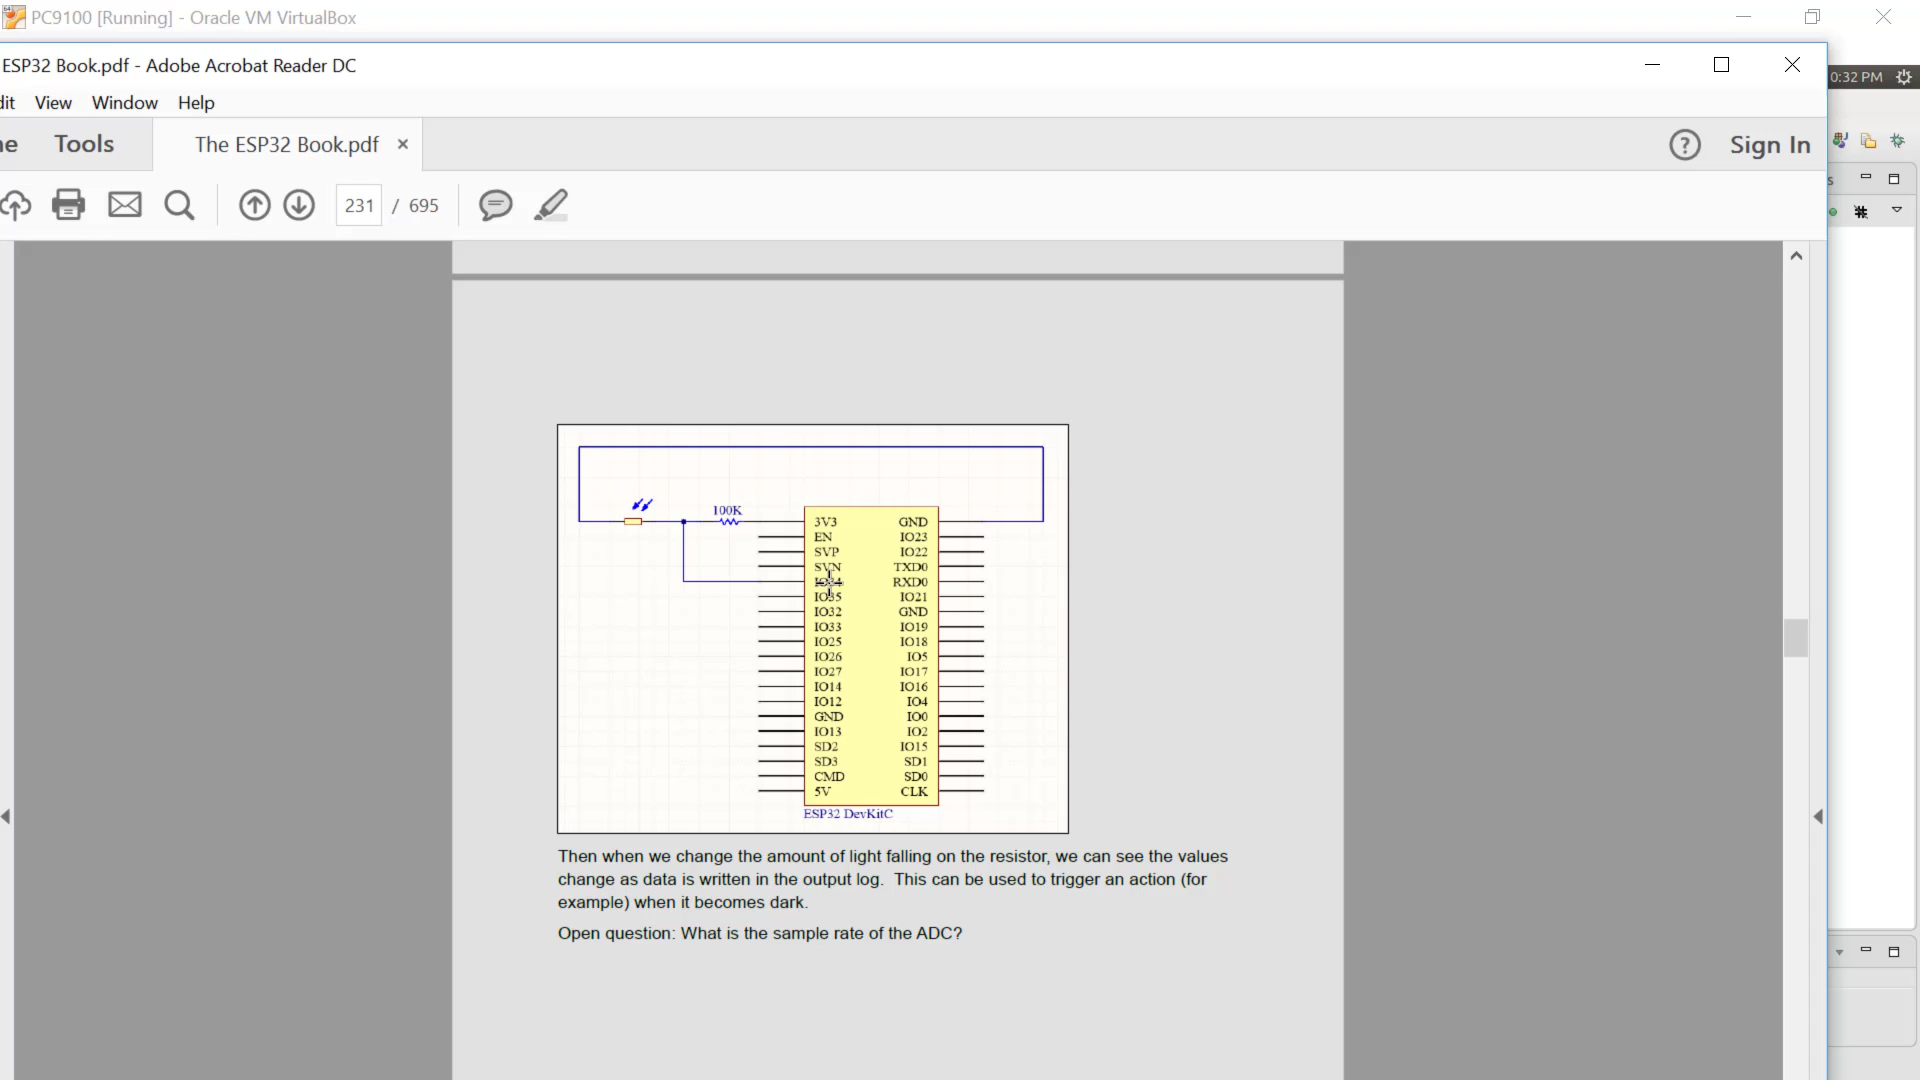 PC9100 [Running] - Oracle VM VirtualBox
ESP32 Book.pdf - Adobe Acrobat Reader DC
0:32 PM
dit View Window Help
ne Tools The ESP32 Book.pdf × ? Sign In
s
231 / 695
100K
3V3 GND
EN IO23
SVP IO22
SVN TXD0
IO34 RXD0
IO35 IO21
IO32 GND
IO33 IO19
IO25 IO18
IO26 IO5
IO27 IO17
IO14 IO16
IO12 IO4
GND IO0
IO13 IO2
SD2 IO15
SD3 SD1
CMD SD0
5V CLK
ESP32 DevKitC
Then when we change the amount of light falling on the resistor, we can see the values
change as data is written in the output log. This can be used to trigger an action (for
example) when it becomes dark.
Open question: What is the sample rate of the ADC?